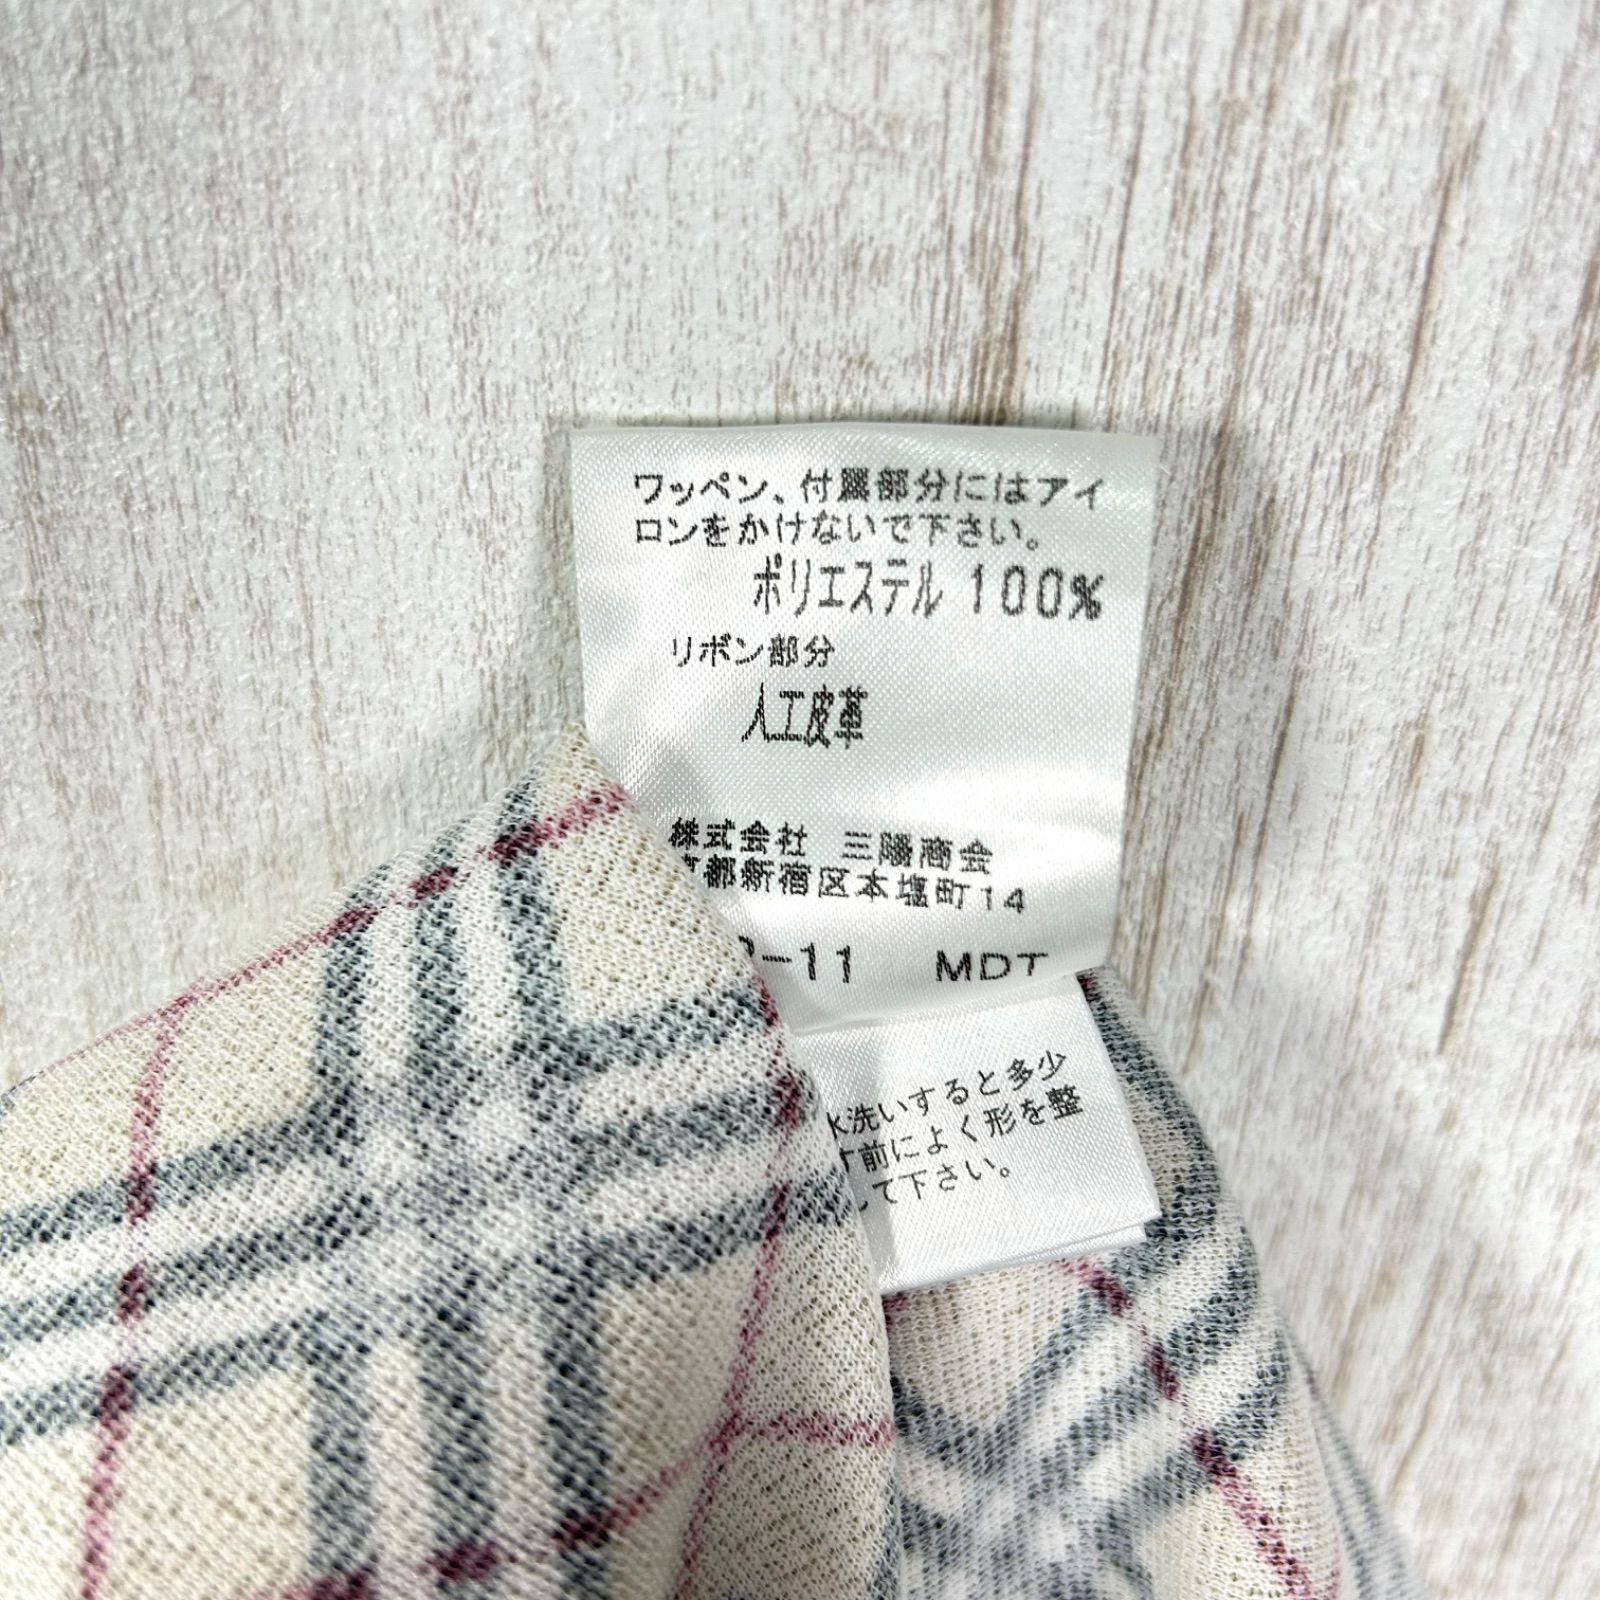 ワッペン、付属部分にはアイ
ロンをかけないで下さい。
ポリエステル 100%
リボン部分
人工皮革
株式会社 三陽商会
京都新宿区本塩町14
-11 MDT
水洗いすると多少
す前によく形を整
して下さい。